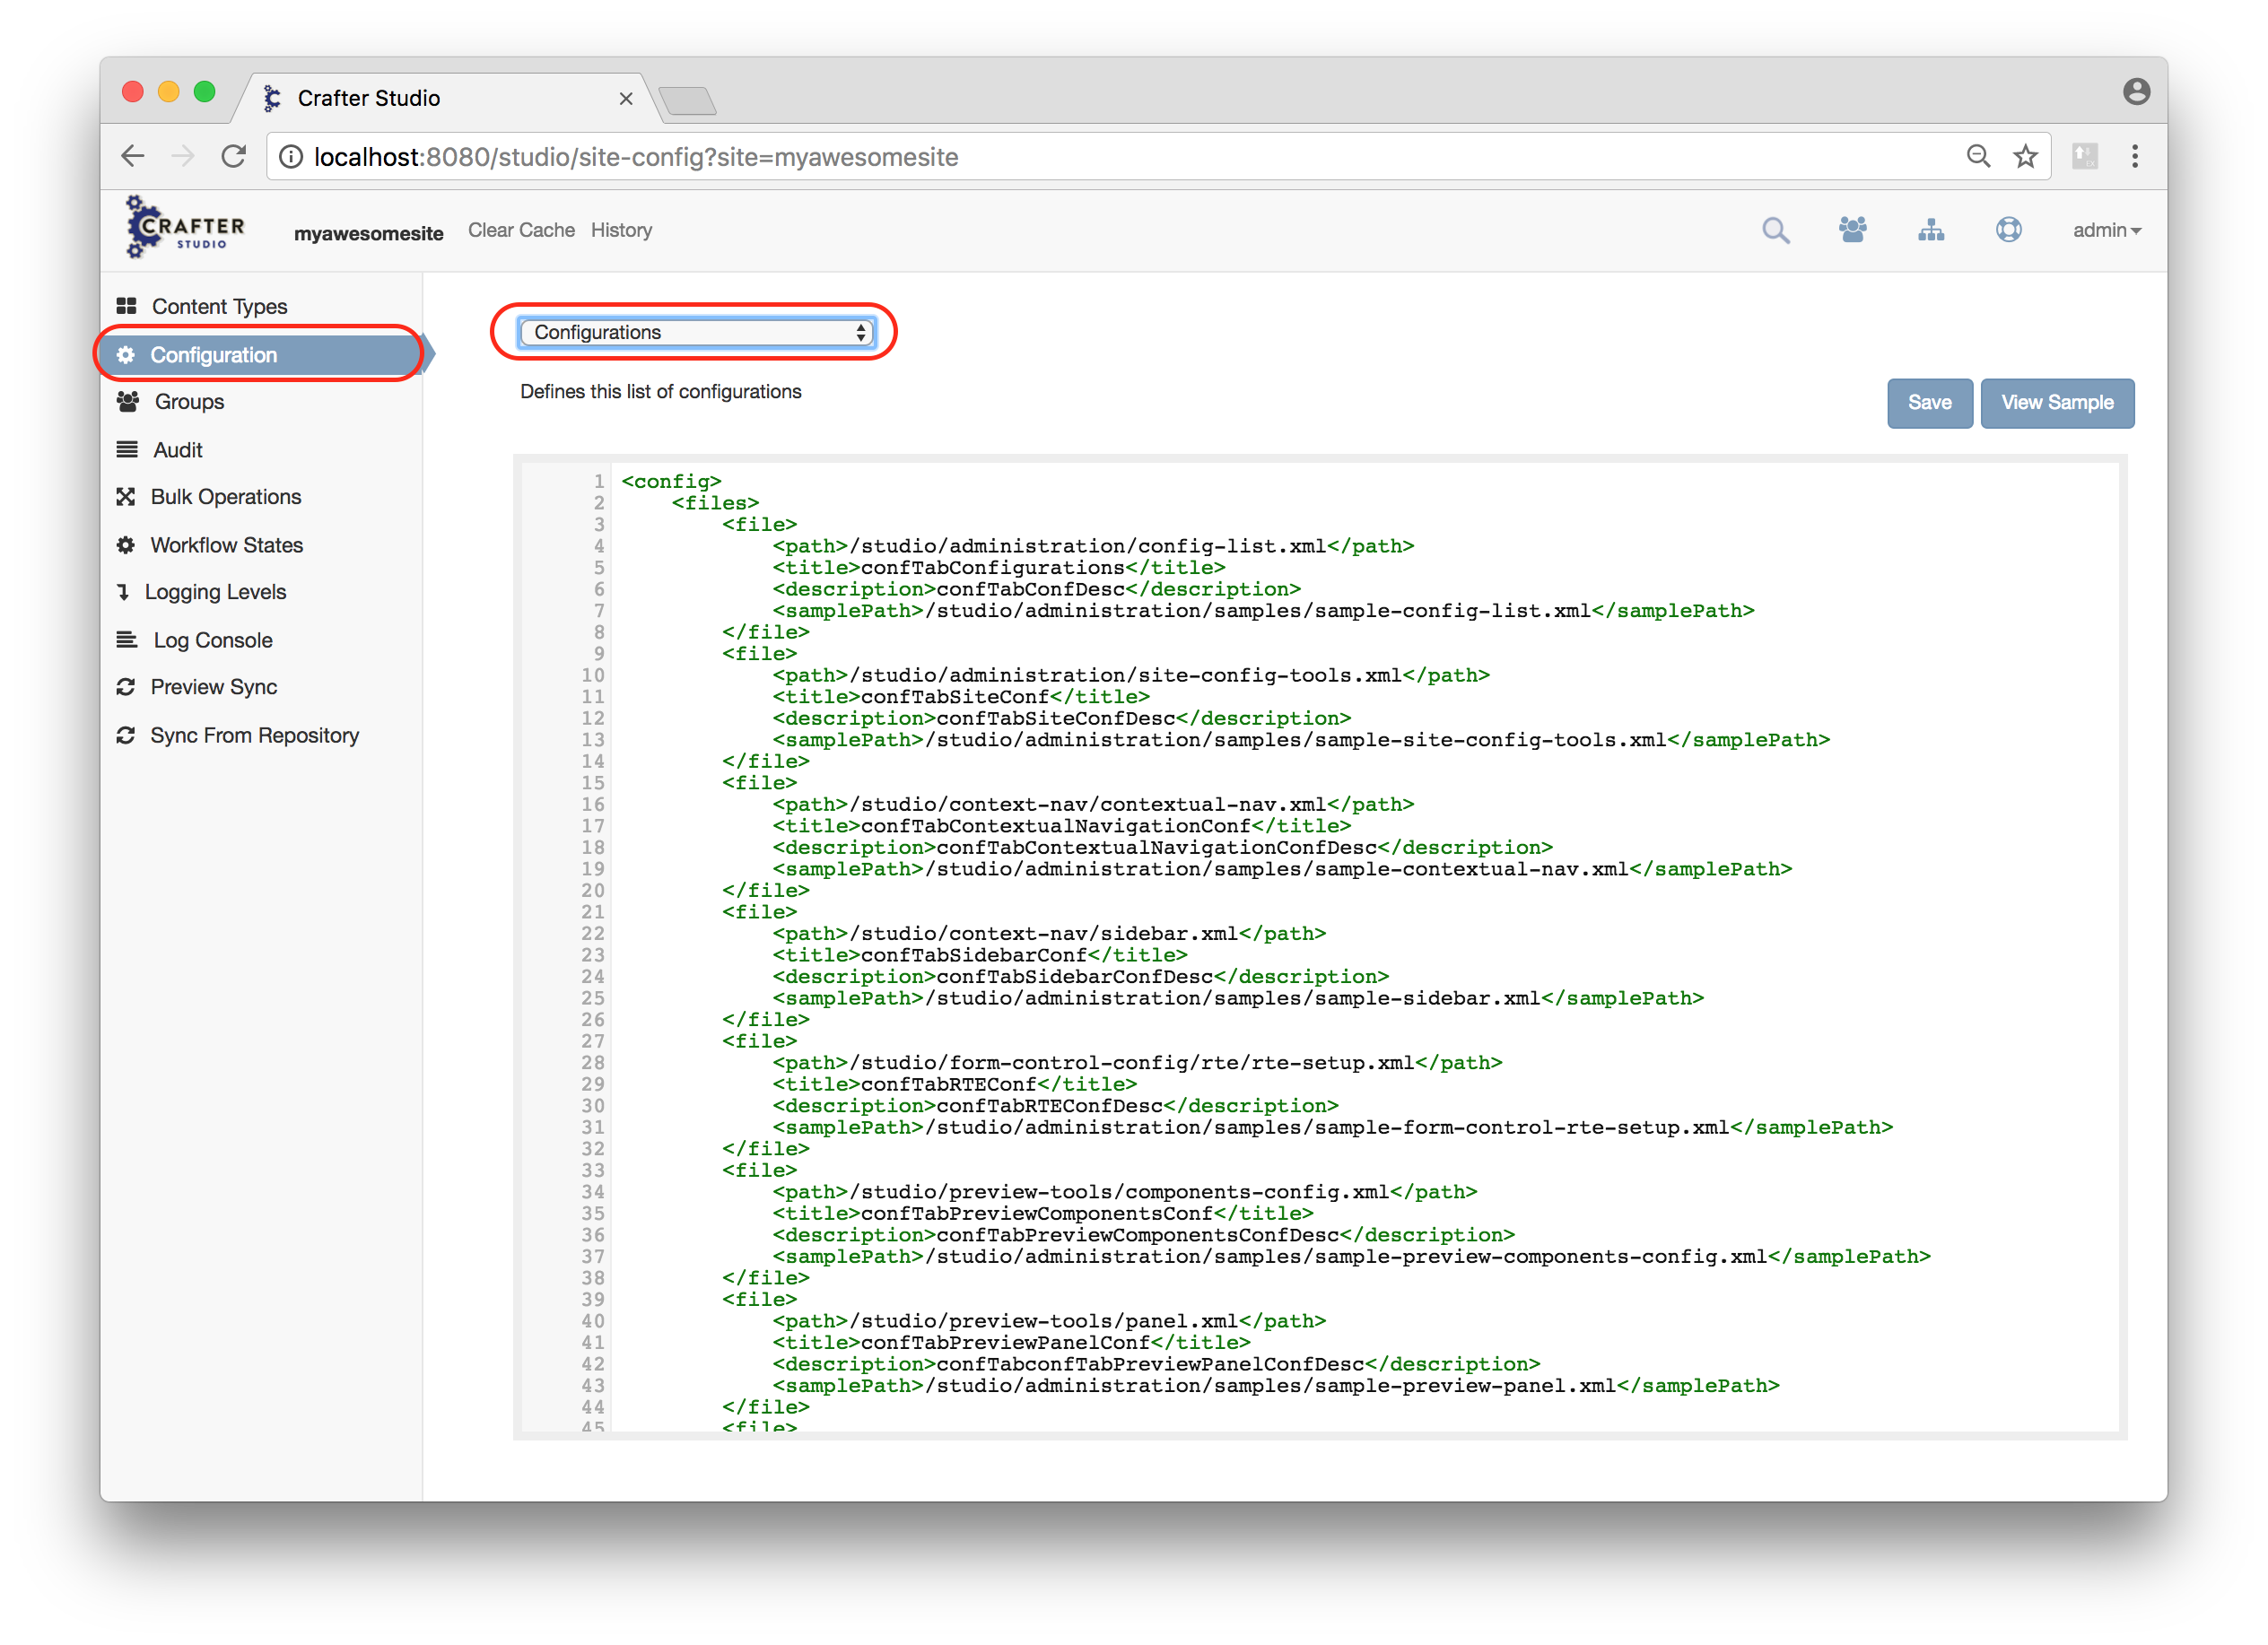 Crafter Studio
localhost:8080/studio/site-config?site=myawesomesite
CRAFTER
STUDIO
myawesomesite Clear Cache History
admin
Content Types
Configuration
Groups
Audit
Bulk Operations
Workflow States
Logging Levels
Log Console
Preview Sync
Sync From Repository
Configurations
Defines this list of configurations
Save View Sample
1 <config>
2 <files>
3 <file>
4 <path>/studio/administration/config-list.xml</path>
5 <title>confTabConfigurations</title>
6 <description>confTabConfDesc</description>
7 <samplePath>/studio/administration/samples/sample-config-list.xml</samplePath>
8 </file>
9 <file>
10 <path>/studio/administration/site-config-tools.xml</path>
11 <title>confTabSiteConf</title>
12 <description>confTabSiteConfDesc</description>
13 <samplePath>/studio/administration/samples/sample-site-config-tools.xml</samplePath>
14 </file>
15 <file>
16 <path>/studio/context-nav/contextual-nav.xml</path>
17 <title>confTabContextualNavigationConf</title>
18 <description>confTabContextualNavigationConfDesc</description>
19 <samplePath>/studio/administration/samples/sample-contextual-nav.xml</samplePath>
20 </file>
21 <file>
22 <path>/studio/context-nav/sidebar.xml</path>
23 <title>confTabSidebarConf</title>
24 <description>confTabSidebarConfDesc</description>
25 <samplePath>/studio/administration/samples/sample-sidebar.xml</samplePath>
26 </file>
27 <file>
28 <path>/studio/form-control-config/rte/rte-setup.xml</path>
29 <title>confTabRTEConf</title>
30 <description>confTabRTEConfDesc</description>
31 <samplePath>/studio/administration/samples/sample-form-control-rte-setup.xml</samplePath>
32 </file>
33 <file>
34 <path>/studio/preview-tools/components-config.xml</path>
35 <title>confTabPreviewComponentsConf</title>
36 <description>confTabPreviewComponentsConfDesc</description>
37 <samplePath>/studio/administration/samples/sample-preview-components-config.xml</samplePath>
38 </file>
39 <file>
40 <path>/studio/preview-tools/panel.xml</path>
41 <title>confTabPreviewPanelConf</title>
42 <description>confTabconfTabPreviewPanelConfDesc</description>
43 <samplePath>/studio/administration/samples/sample-preview-panel.xml</samplePath>
44 </file>
45 <file>